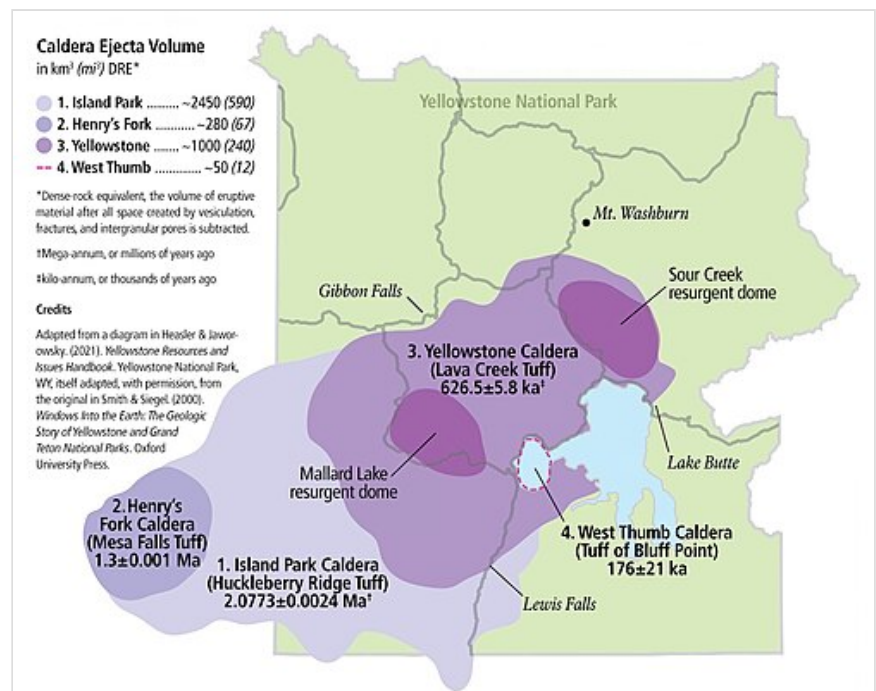 Caldera Ejecta Volume
in km³ (mi³) DRE*
1. Island Park ......... ~2450 (590)
2. Henry's Fork ........... ~280 (67)
3. Yellowstone ....... ~1000 (240)
4. West Thumb ............. ~50 (12)
*Dense-rock equivalent, the volume of eruptive
material after all space created by vesiculation,
fractures, and intergranular pores is subtracted.
†Mega-annum, or millions of years ago
‡kilo-annum, or thousands of years ago
Credits
Adapted from a diagram in Heasler & Jawor-
owsky. (2021). Yellowstone Resources and
Issues Handbook. Yellowstone National Park,
WY, itself adapted, with permission, from
the original in Smith & Siegel. (2000).
Windows Into the Earth: The Geologic
Story of Yellowstone and Grand
Teton National Parks. Oxford
University Press.
Yellowstone National Park
Mt. Washburn
Sour Creek
resurgent dome
Gibbon Falls
3. Yellowstone Caldera
(Lava Creek Tuff)
626.5±5.8 ka‡
Mallard Lake
resurgent dome
Lake Butte
2. Henry's
Fork Caldera
(Mesa Falls Tuff)
1.3±0.001 Ma
1. Island Park Caldera
(Huckleberry Ridge Tuff)
2.0773±0.0024 Ma†
4. West Thumb Caldera
(Tuff of Bluff Point)
176±21 ka
Lewis Falls